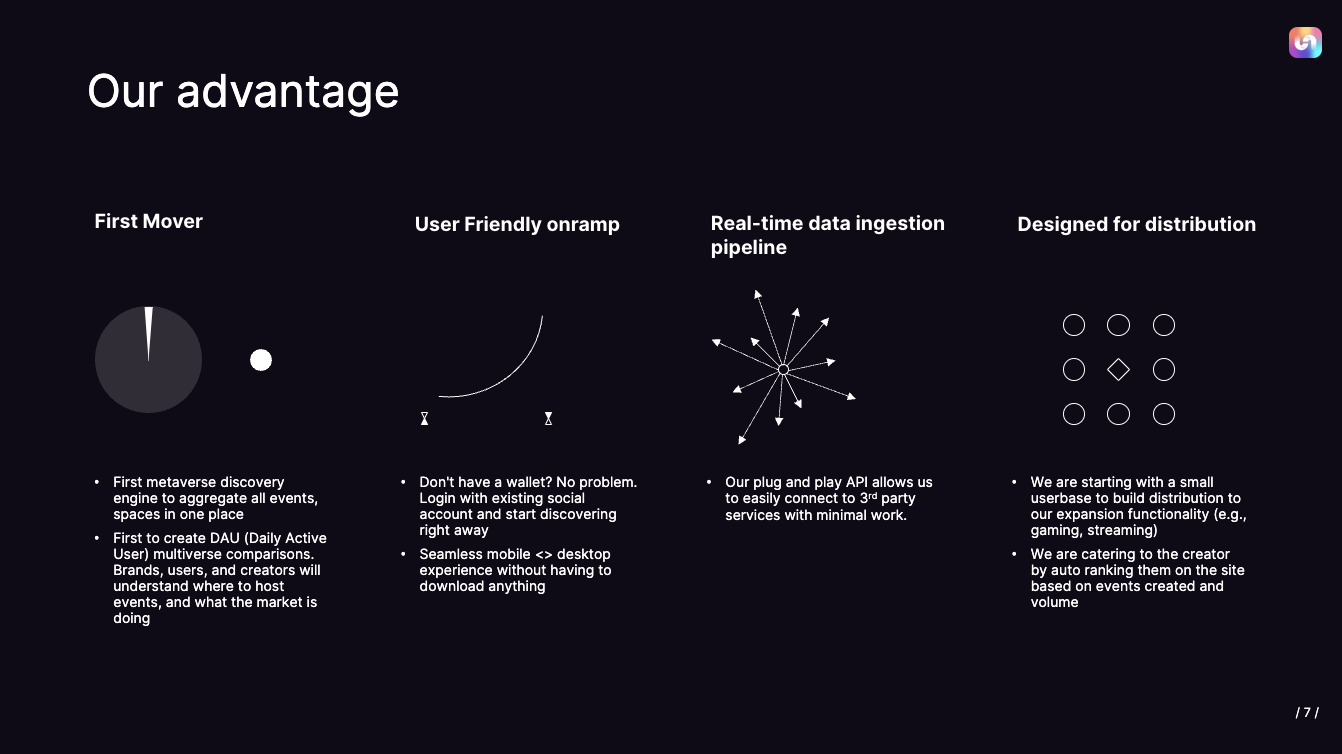 Our advantage
First Mover
• First metaverse discovery
engine to aggregate all events,
spaces in one place
• First to create DAU (Daily Active
User) multiverse comparisons.
Brands, users, and creators will
understand where to host
events, and what the market is
doing
User Friendly onramp
• Don't have a wallet? No problem.
Login with existing social
account and start discovering
right away
• Seamless mobile <> desktop
experience without having to
download anything
Real-time data ingestion
pipeline
• Our plug and play API allows us
to easily connect to 3rd party
services with minimal work.
Designed for distribution
• We are starting with a small
userbase to build distribution to
our expansion functionality (e.g.,
gaming, streaming)
• We are catering to the creator
by auto ranking them on the site
based on events created and
volume
/ 7 /